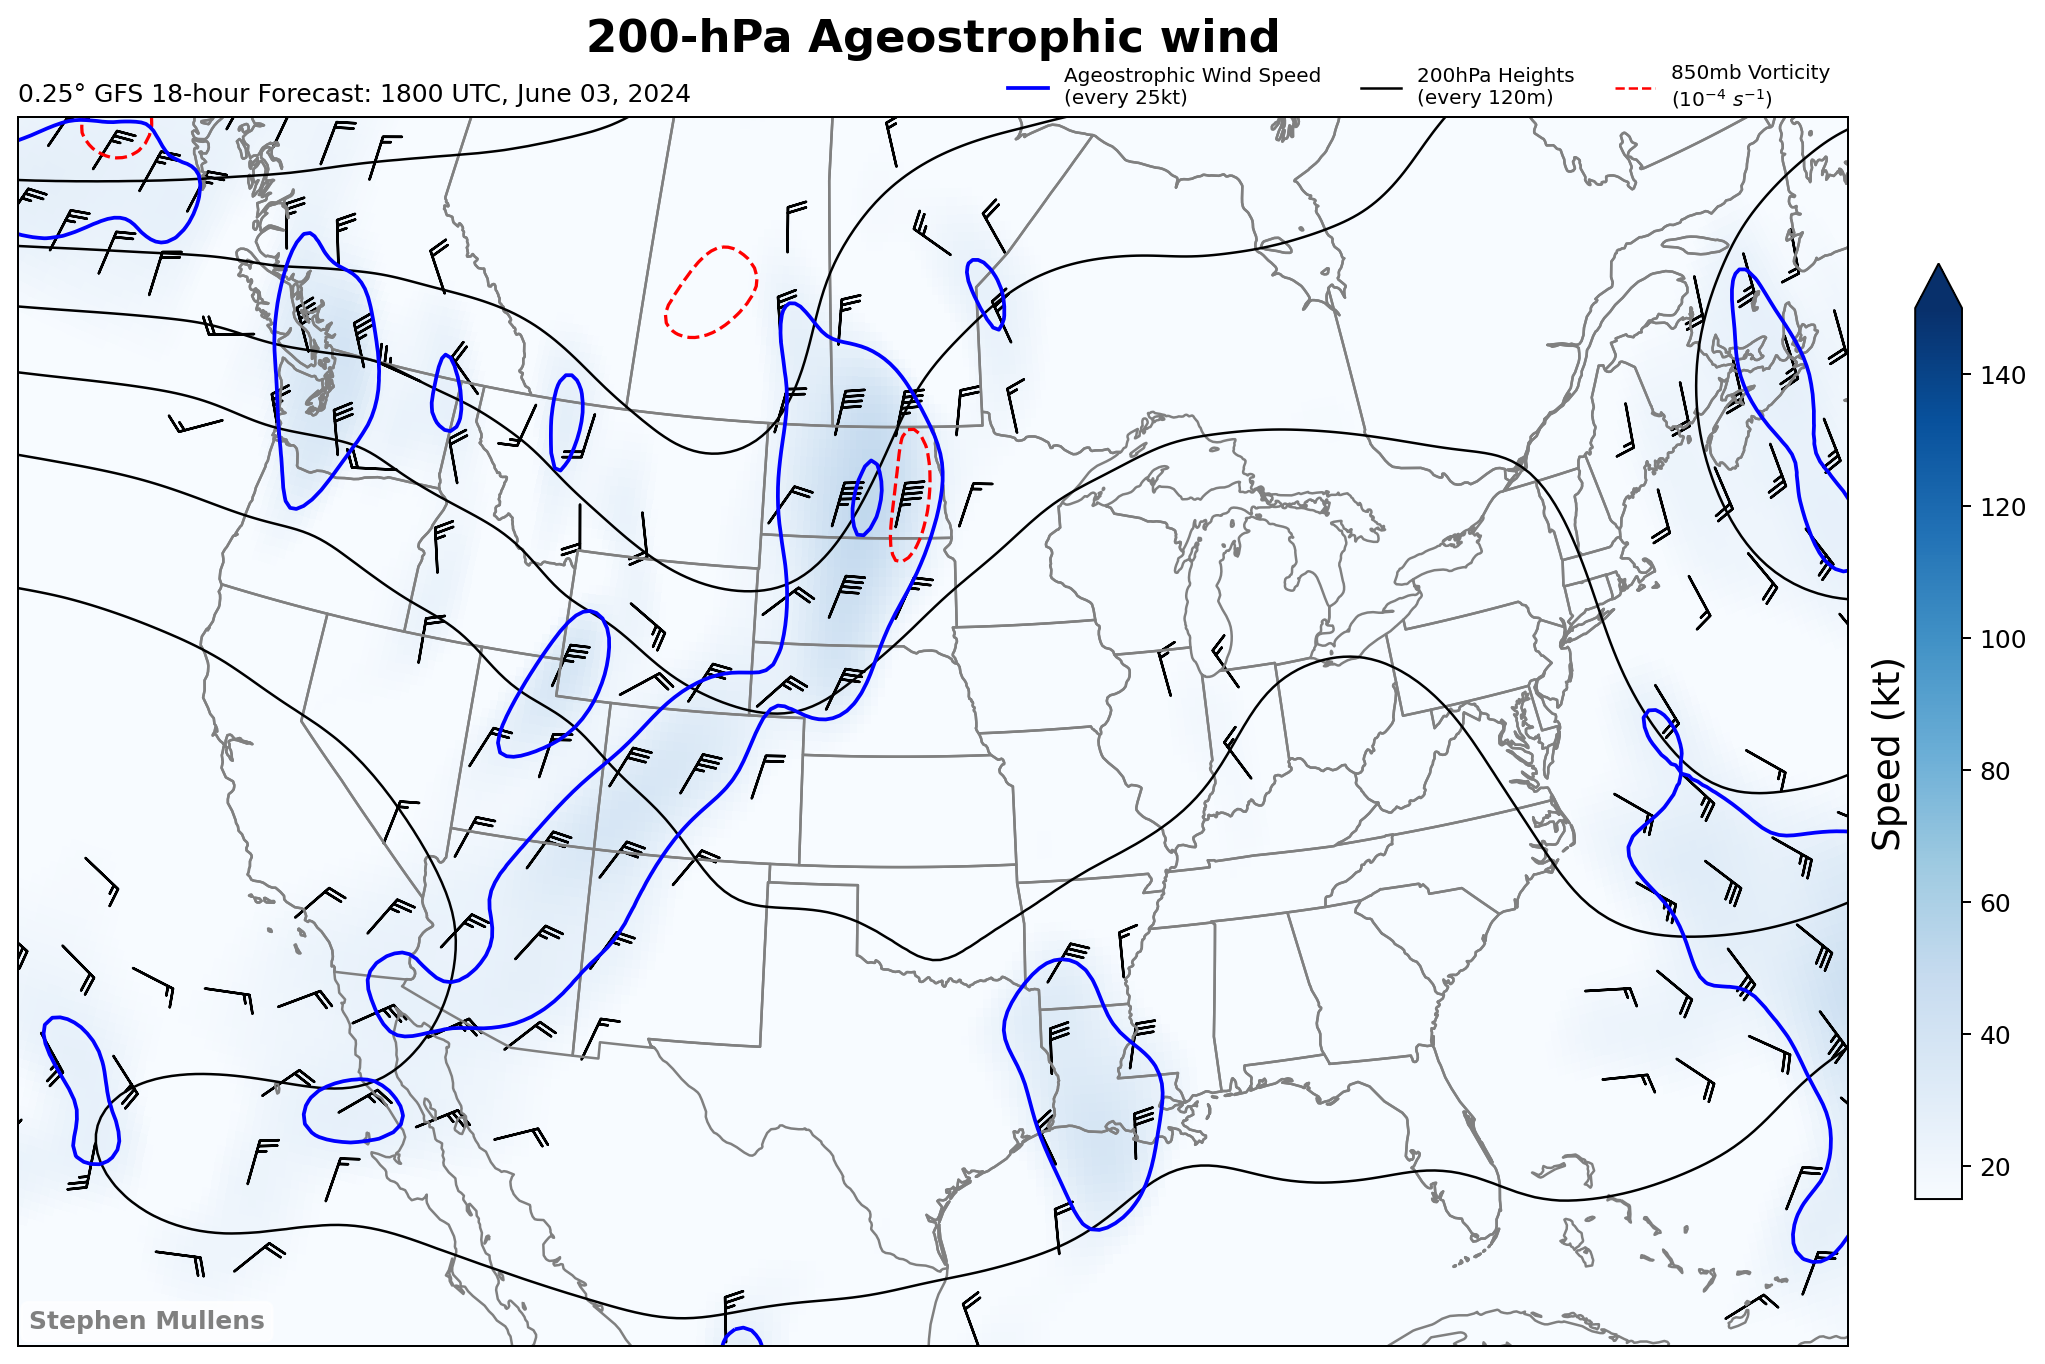 200-hPa Ageostrophic wind
0.25° GFS 18-hour Forecast: 1800 UTC, June 03, 2024
Ageostrophic Wind Speed
(every 25kt)
200hPa Heights
(every 120m)
850mb Vorticity
(10⁻⁴ s⁻¹)
140
120
100
80
60
40
20
Speed (kt)
Stephen Mullens